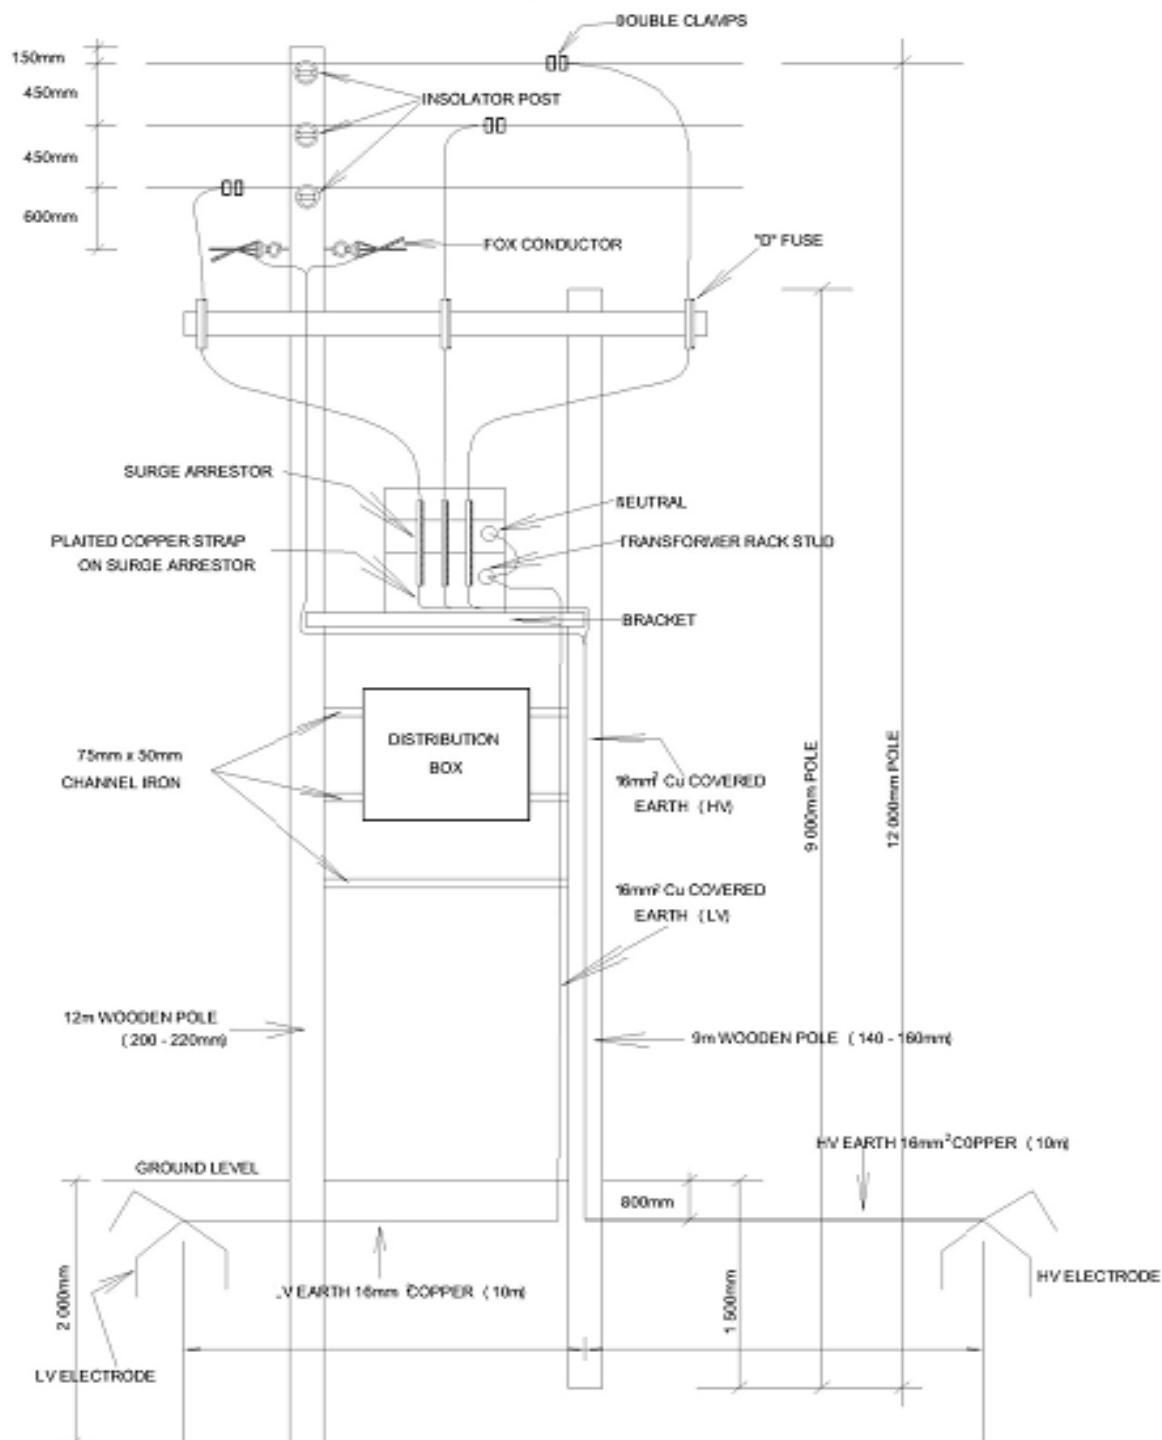 DOUBLE CLAMPS
150mm
450mm
INSOLATOR POST
450mm
600mm
FOX CONDUCTOR
"D" FUSE
SURGE ARRESTOR
NEUTRAL
PLAITED COPPER STRAP
ON SURGE ARRESTOR
TRANSFORMER RACK STUD
BRACKET
DISTRIBUTION
BOX
75mm x 50mm
CHANNEL IRON
16mm² Cu COVERED
EARTH (HV)
9 000mm POLE
12 000mm POLE
16mm² Cu COVERED
EARTH (LV)
12m WOODEN POLE
(200 - 220mm)
9m WOODEN POLE (140 - 160mm)
HV EARTH 16mm² COPPER (10m)
GROUND LEVEL
800mm
LV EARTH 16mm² COPPER (10m)
HV ELECTRODE
2 000mm
1 500mm
LV ELECTRODE